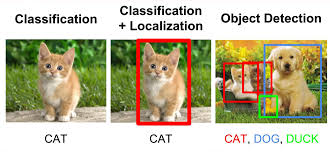 Classification
Classification
+ Localization
Object Detection
CAT
CAT
CAT, DOG, DUCK